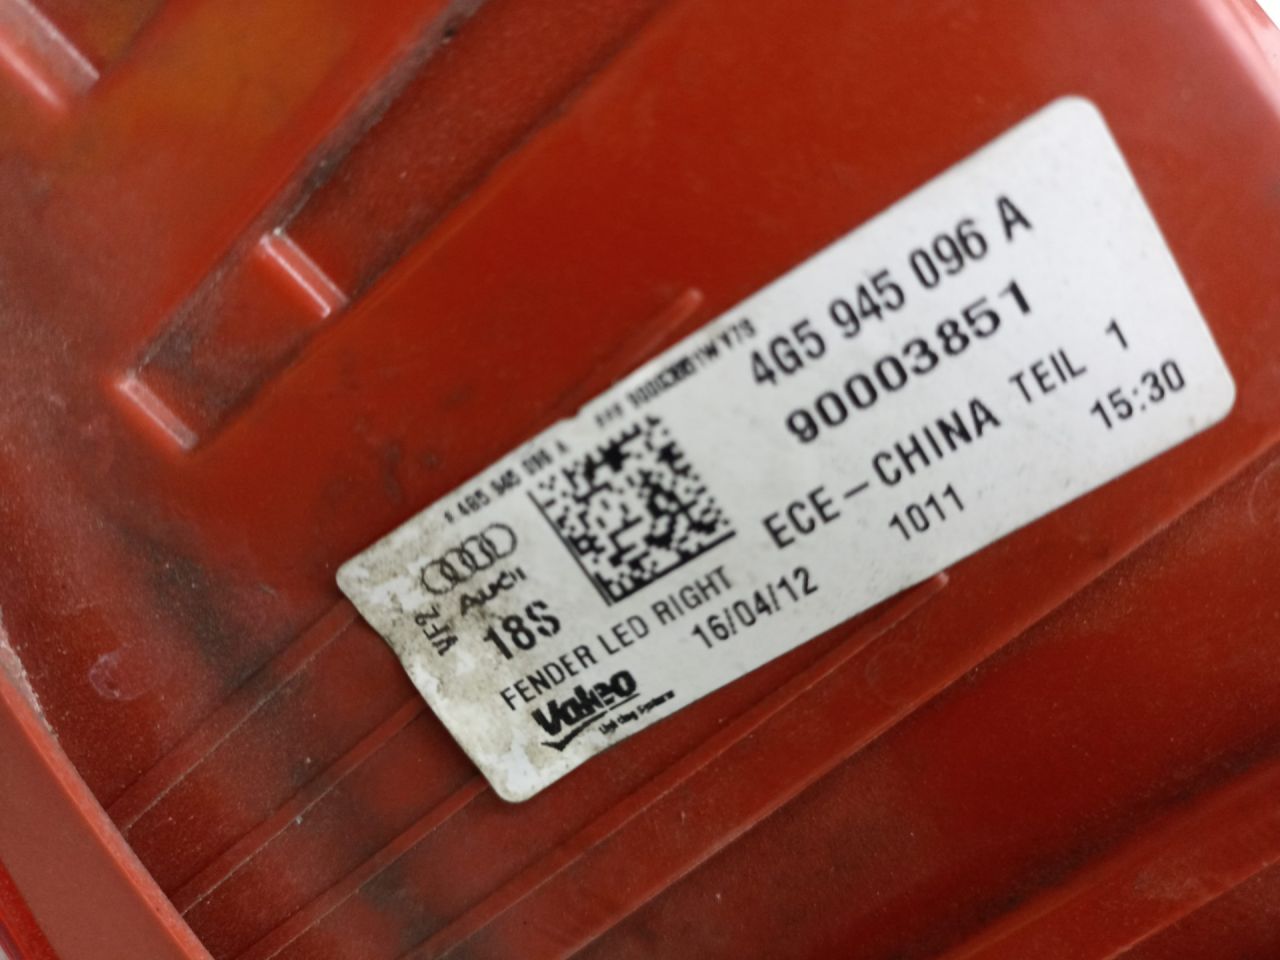 4G5 945 096 A
90003851
ECE-CHINA TEIL 1
1011 15:30
16/04/12
FENDER LED RIGHT
18S
VF2
Audi
Valeo